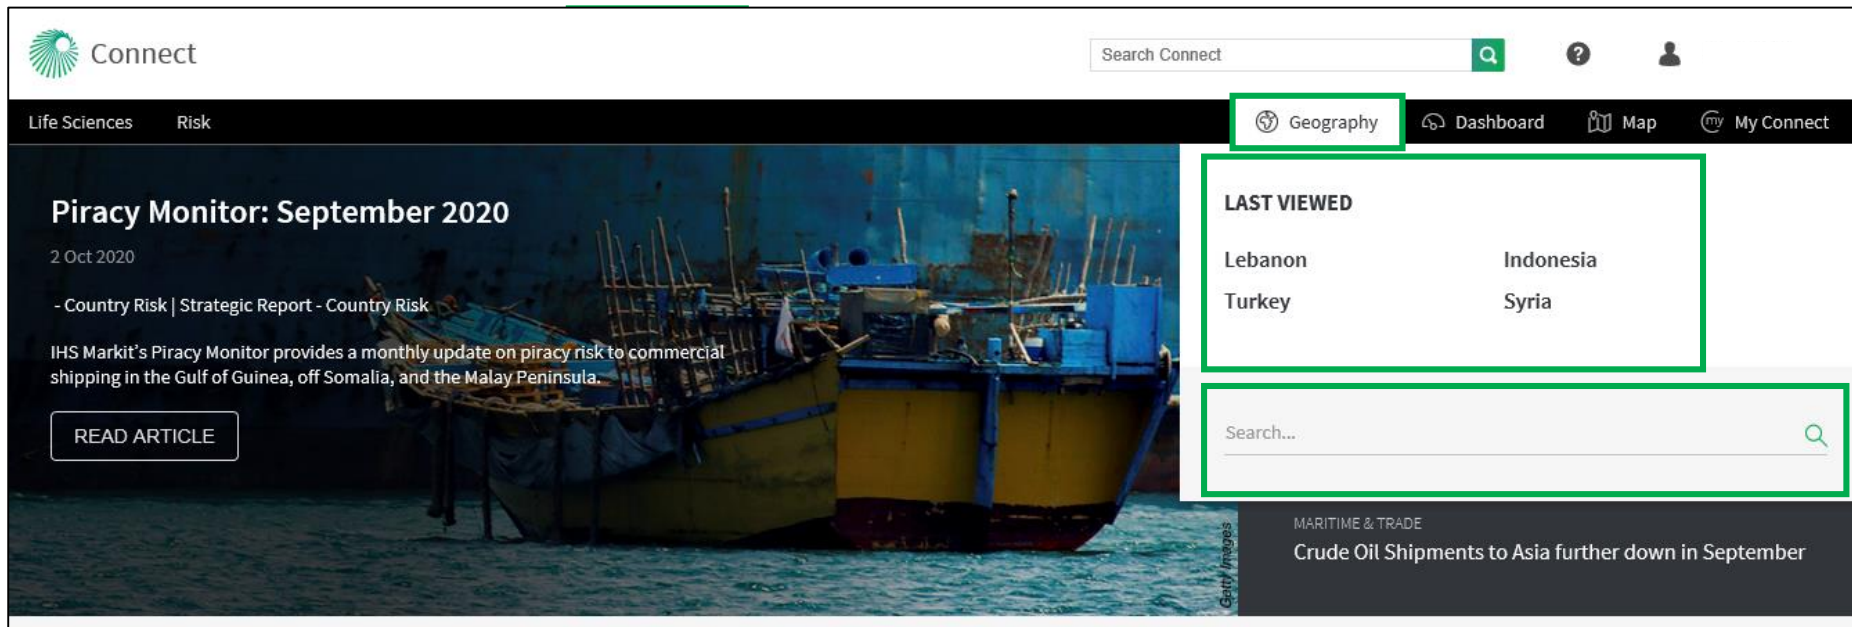 Connect
Search Connect
Life Sciences Risk
Geography Dashboard Map my My Connect
Piracy Monitor: September 2020
2 Oct 2020
- Country Risk | Strategic Report - Country Risk
IHS Markit's Piracy Monitor provides a monthly update on piracy risk to commercial
shipping in the Gulf of Guinea, off Somalia, and the Malay Peninsula.
READ ARTICLE
LAST VIEWED
Lebanon Indonesia
Turkey Syria
Search...
Getty Images
MARITIME & TRADE
Crude Oil Shipments to Asia further down in September